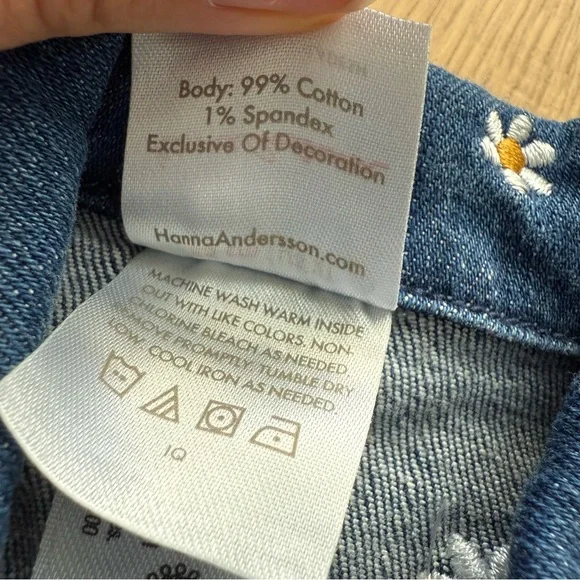 Body: 99% Cotton
1% Spandex
Exclusive Of Decoration
HannaAndersson.com
MACHINE WASH WARM INSIDE
OUT WITH LIKE COLORS. NON-
CHLORINE BLEACH AS NEEDED
REMOVE PROMPTLY. TUMBLE DRY
LOW. COOL IRON AS NEEDED.
IQ